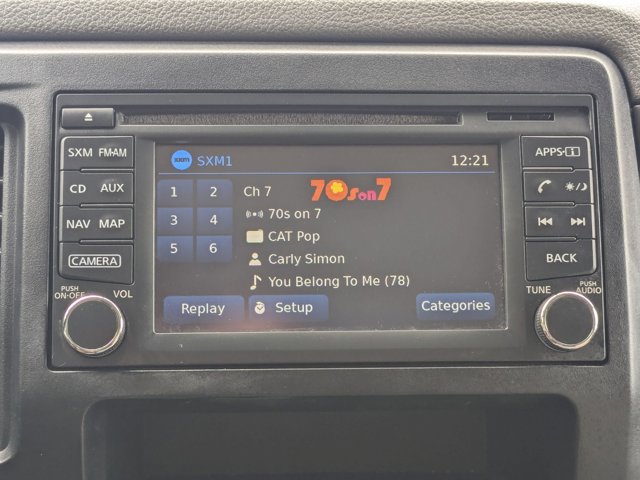 SXM FM·AM
CD AUX
NAV MAP
CAMERA
PUSH
ON·OFF
VOL
sxm SXM1 12:21
1 2
3 4
5 6
Ch 7
70s on 7
70s on 7
CAT Pop
Carly Simon
You Belong To Me (78)
Replay
Setup
Categories
APPS·i
BACK
TUNE
PUSH
AUDIO